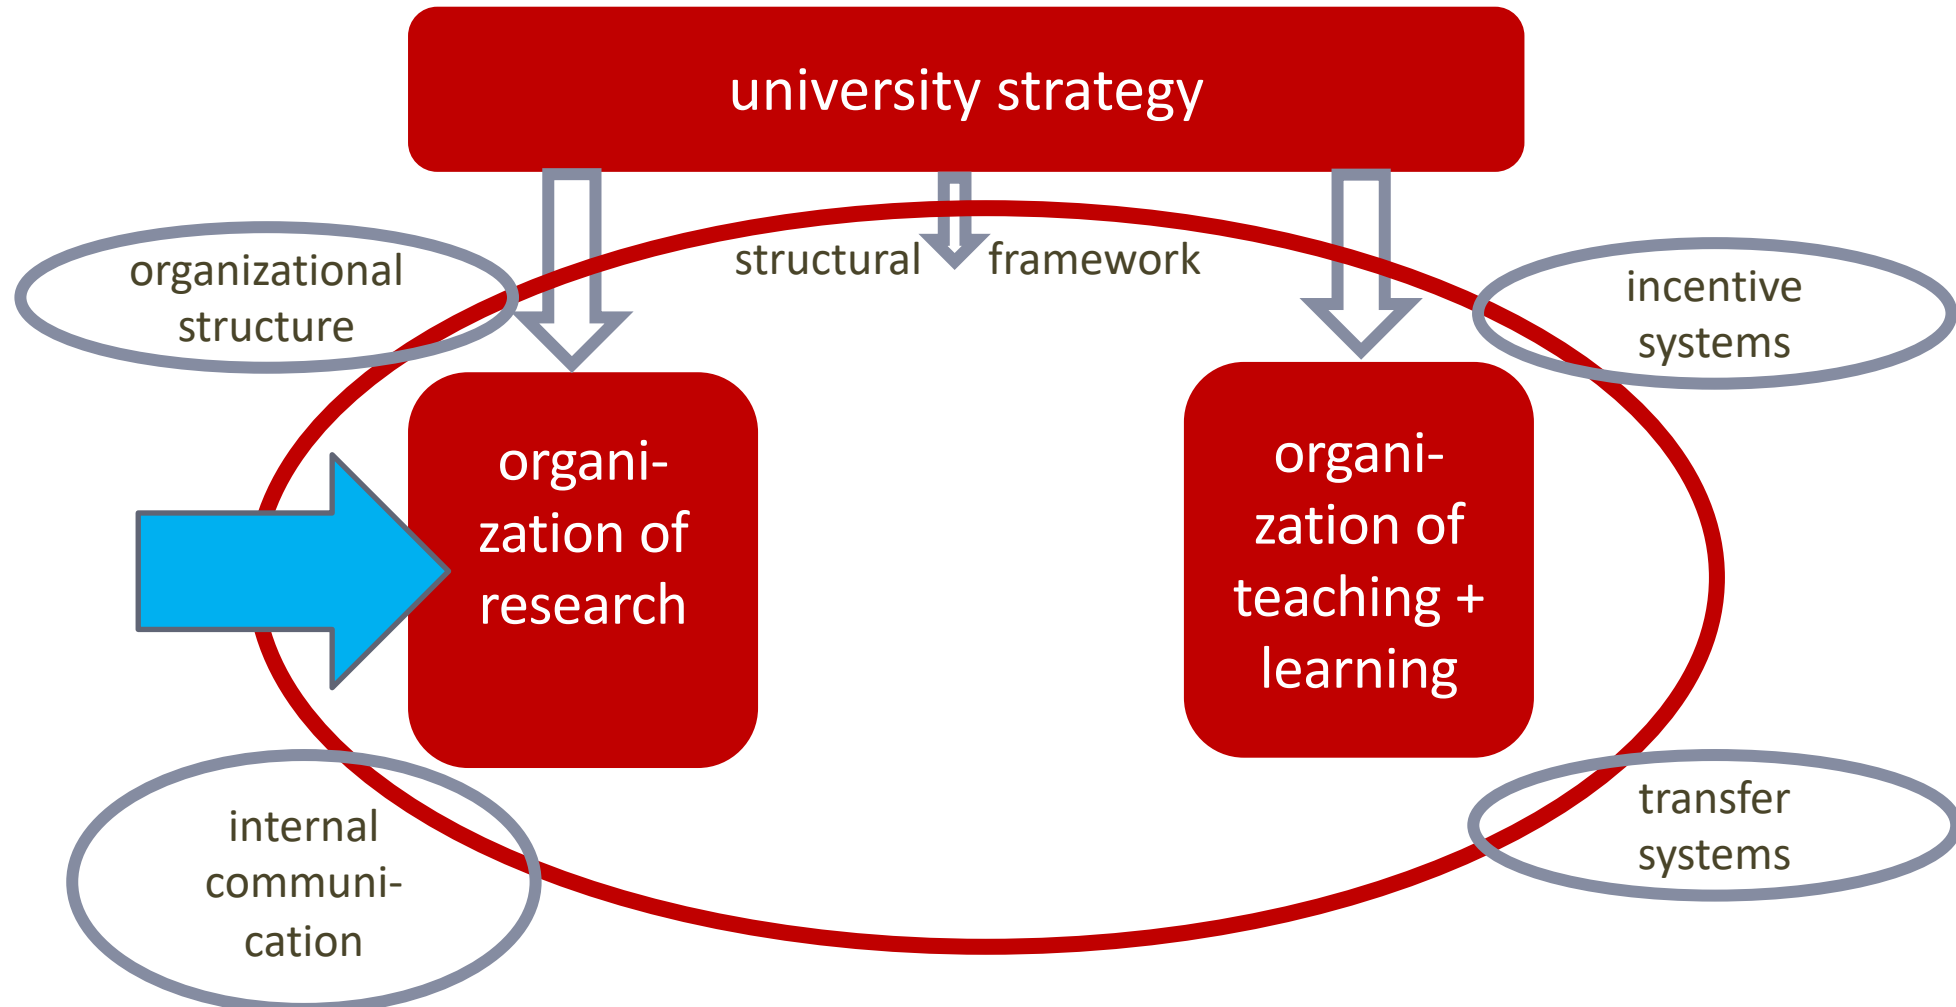 university strategy
structural framework
organizational
structure
incentive
systems
organi-
zation of
research
organi-
zation of
teaching +
learning
internal
communi-
cation
transfer
systems